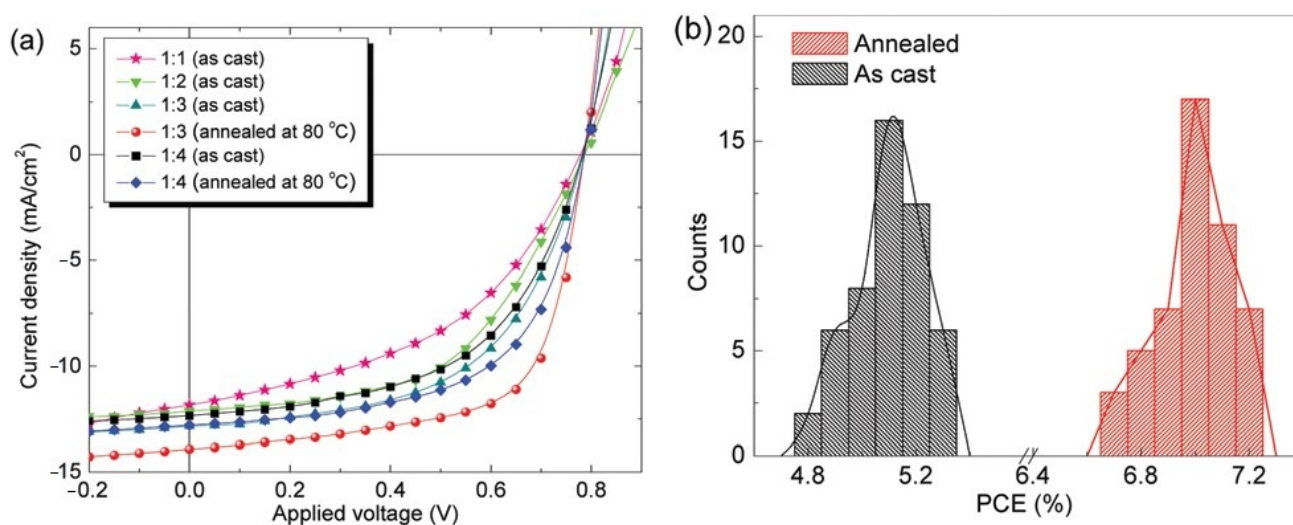 (a)
1:1 (as cast)
1:2 (as cast)
1:3 (as cast)
1:3 (annealed at 80 °C)
1:4 (as cast)
1:4 (annealed at 80 °C)
5
0
−5
−10
−15
Current density (mA/cm²)
−0.2 0.0 0.2 0.4 0.6 0.8
Applied voltage (V)
(b)
Annealed
As cast
20
15
10
5
0
Counts
4.8 5.2 6.4 6.8 7.2
PCE (%)